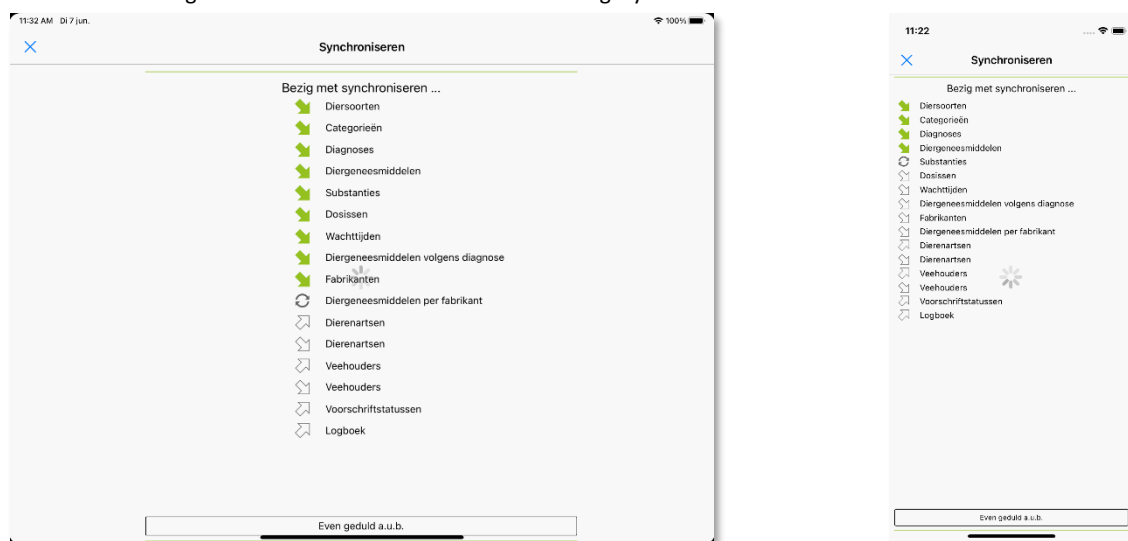 11:32 AM Di 7 jun.
100%
Synchroniseren
Bezig met synchroniseren ...
Diersoorten
Categorieën
Diagnoses
Diergeneesmiddelen
Substanties
Dosissen
Wachttijden
Diergeneesmiddelen volgens diagnose
Fabrikanten
Diergeneesmiddelen per fabrikant
Dierenartsen
Dierenartsen
Veehouders
Veehouders
Voorschriftstatussen
Logboek
Even geduld a.u.b.
11:22
Synchroniseren
Bezig met synchroniseren ...
Diersoorten
Categorieën
Diagnoses
Diergeneesmiddelen
Substanties
Dosissen
Wachttijden
Diergeneesmiddelen volgens diagnose
Fabrikanten
Diergeneesmiddelen per fabrikant
Dierenartsen
Dierenartsen
Veehouders
Veehouders
Voorschriftstatussen
Logboek
Even geduld a.u.b.